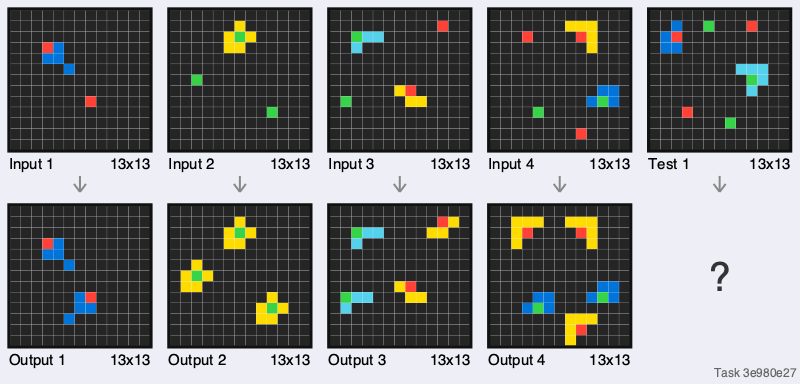 Input 1 13x13
Input 2 13x13
Input 3 13x13
Input 4 13x13
Test 1 13x13
?
Output 1 13x13
Output 2 13x13
Output 3 13x13
Output 4 13x13
Task 3e980e27